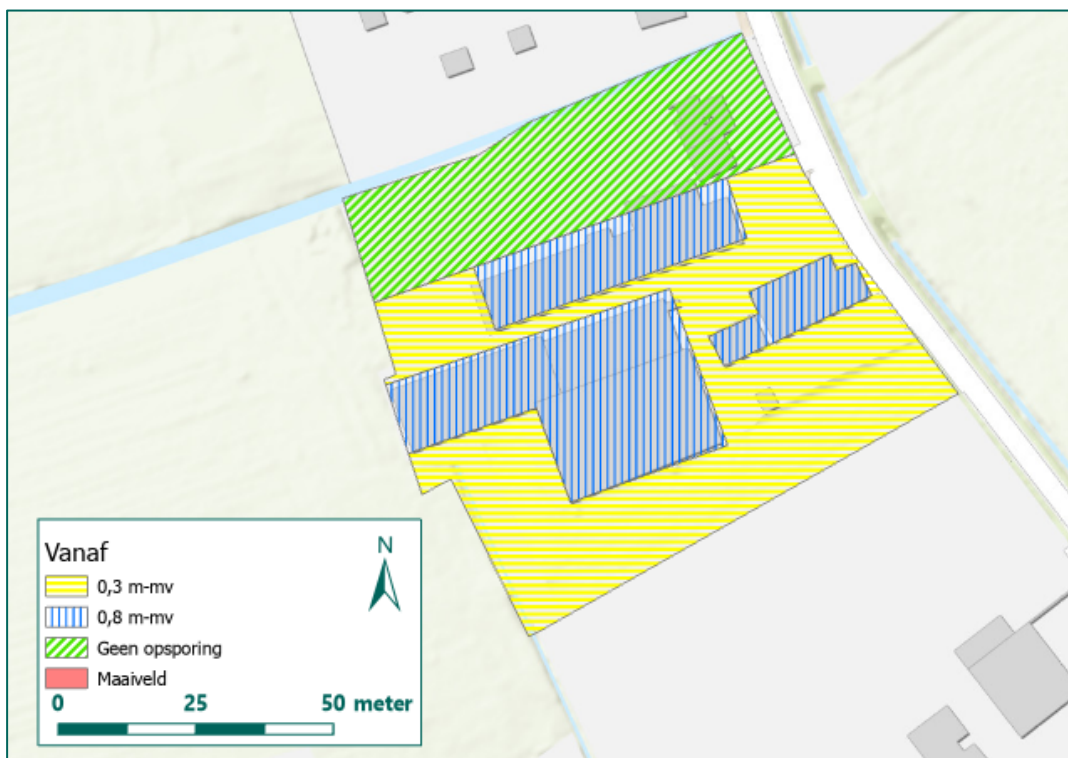 Vanaf
N
0,3 m-mv
0,8 m-mv
Geen opsporing
Maaiveld
0 25 50 meter